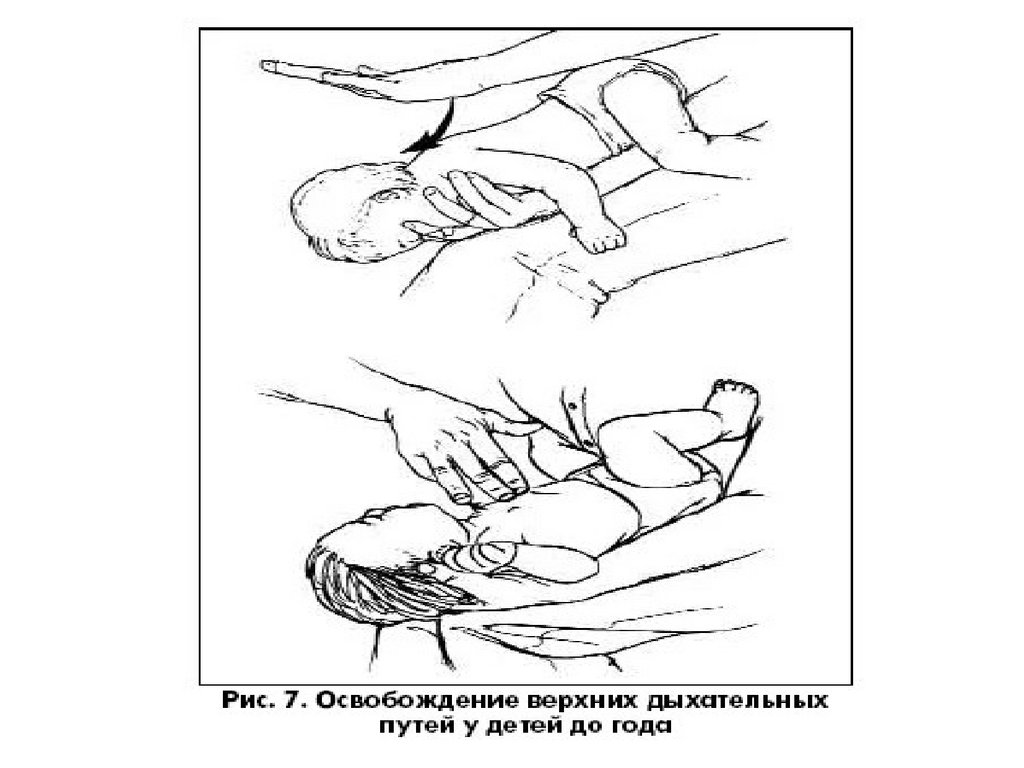 Рис. 7. Освобождение верхних дыхательных
путей у детей до года